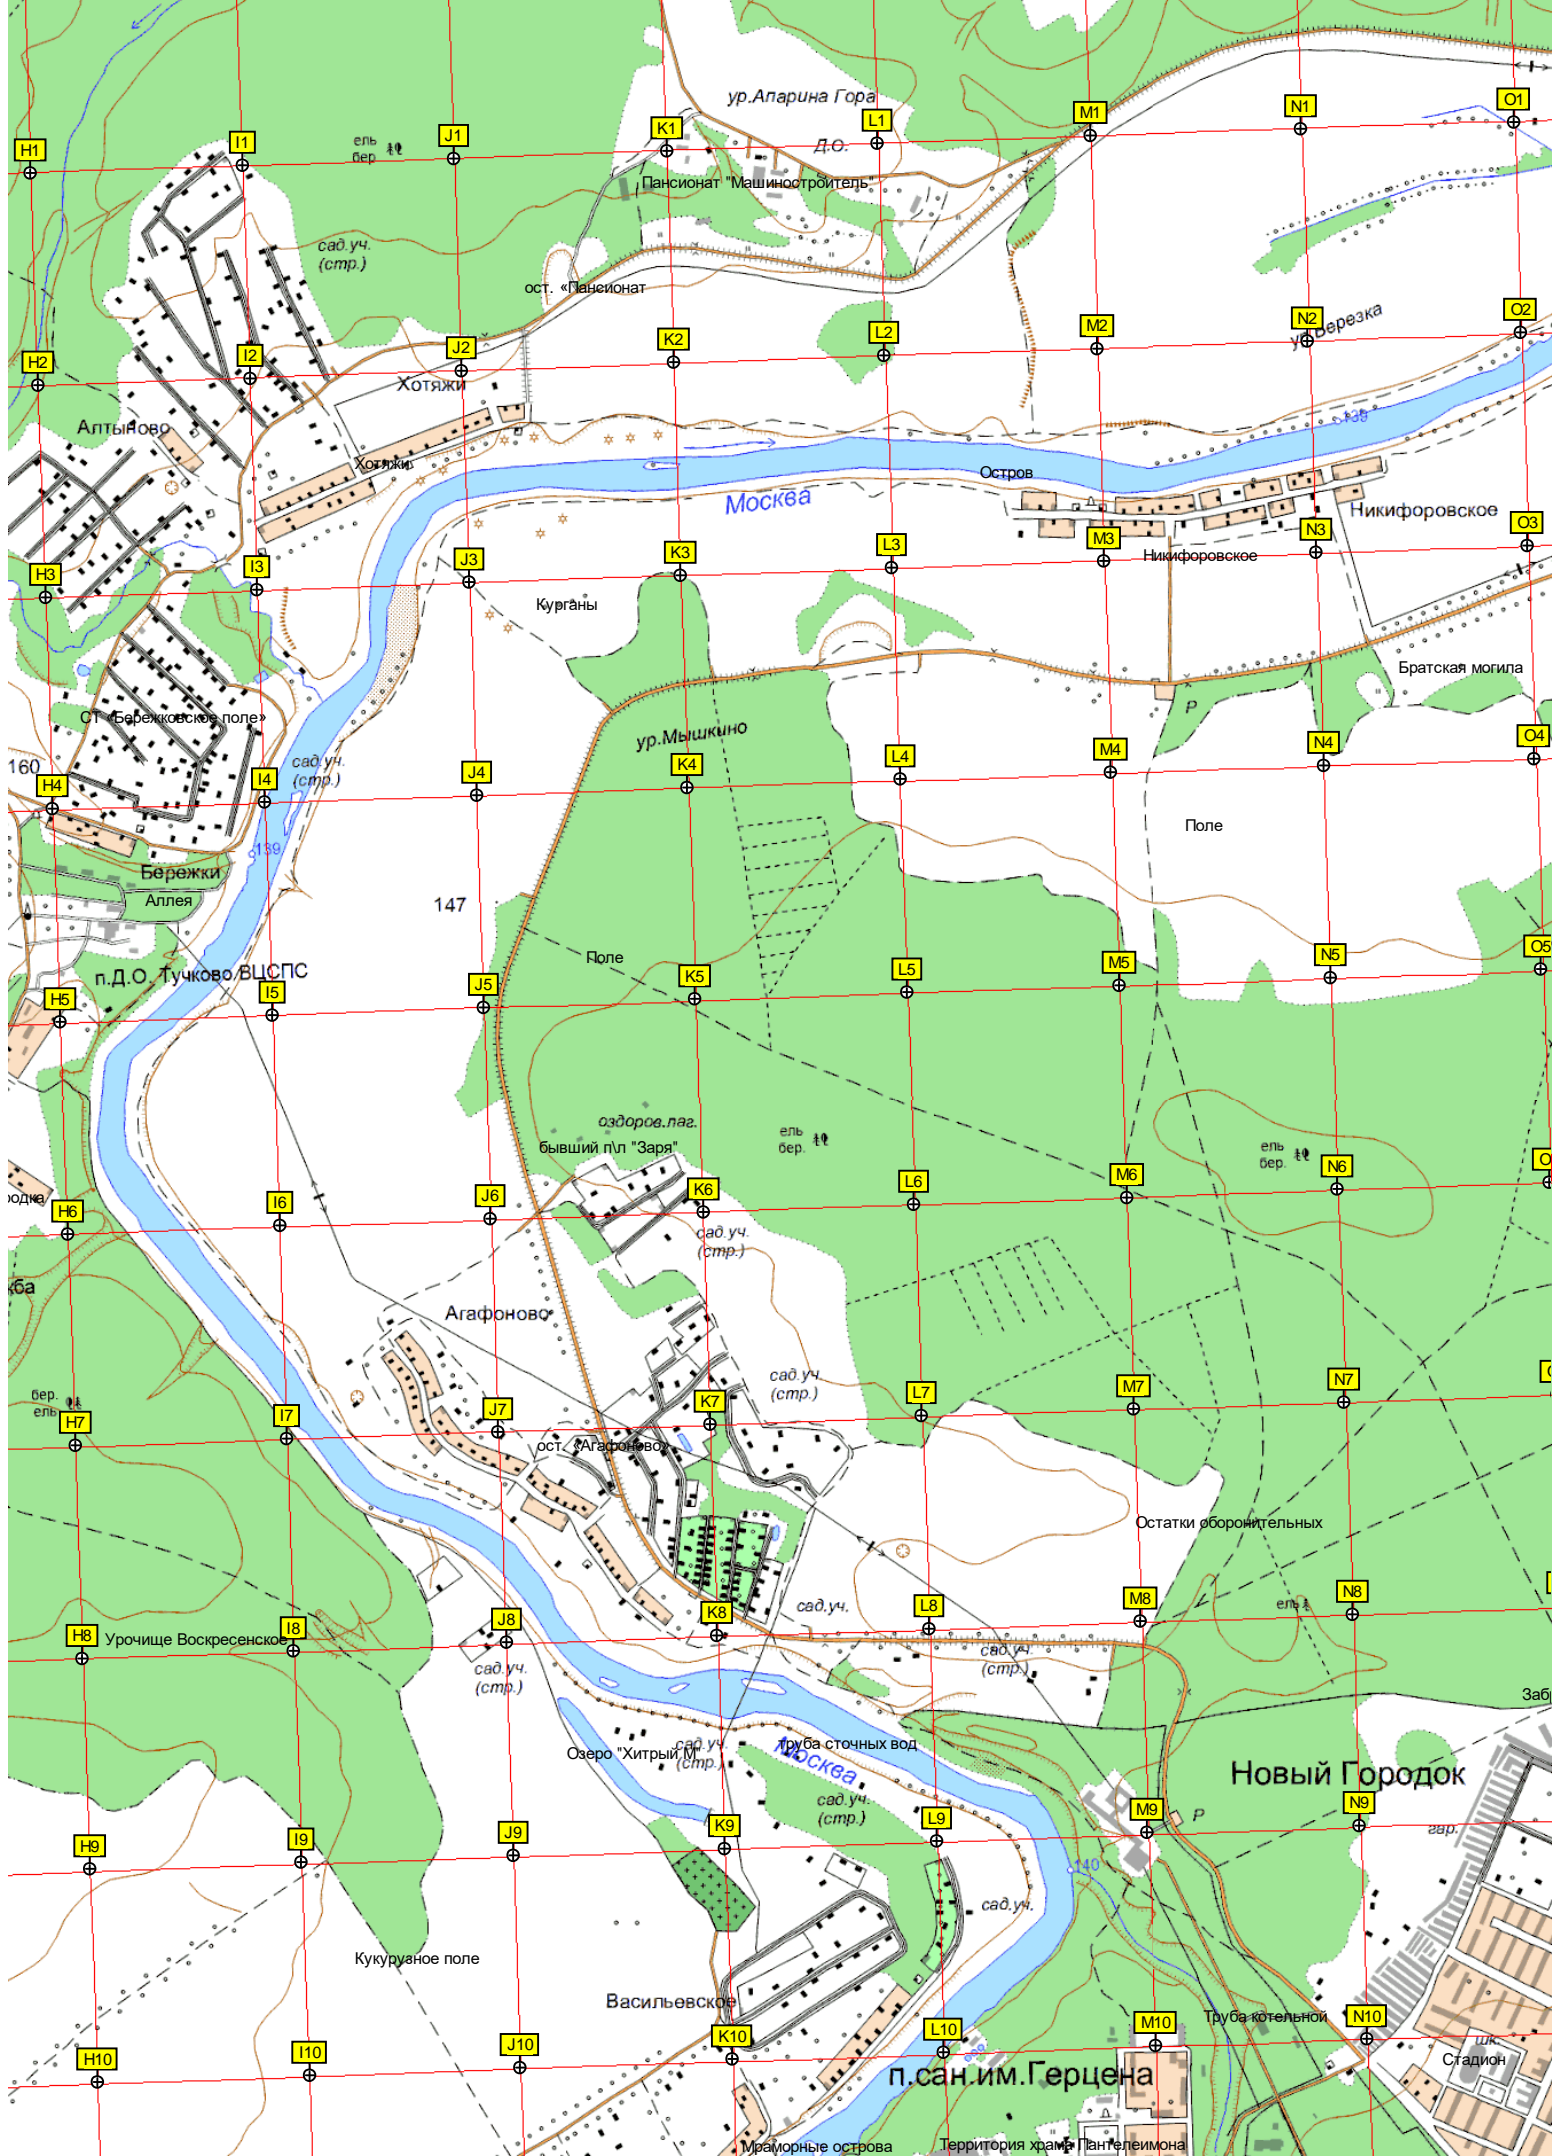 ур.Апарина Гора
M1
N1
O1
L1
K1
J1
I1
H1
ель
бер
Д.О.
Пансионат "Машиностроитель"
сад.уч.
(стр.)
ост. «Пансионат
O2
N2
ур.Березка
M2
L2
K2
J2
I2
H2
Хотяжи
139
Алтыново
Хотяжи
Остров
Москва
Никифоровское
O3
N3
M3
Никифоровское
L3
K3
J3
I3
H3
Курганы
Братская могила
Р
СТ «Бережковское поле»
ур.Мышкино
O4
N4
M4
L4
K4
J4
I4
H4
сад.уч.
(стр.)
160
Поле
139
Бережки
Аллея
147
O5
N5
M5
L5
K5
J5
I5
H5
Поле
п.Д.О. Тучково ВЦСПС
оздоров.лаг.
бывший п\л "Заря"
ель
бер.
ель
бер.
O
N6
M6
L6
K6
J6
I6
H6
одка
сад.уч.
(стр.)
ба
Агафоново
сад.уч.
(стр.)
N7
M7
L7
K7
J7
I7
H7
бер.
ель
ост. «Агафоново»
Остатки оборонительных
ель
N8
M8
L8
K8
J8
I8
H8
сад.уч.
Урочище Воскресенское
сад.уч.
(стр.)
сад.уч.
(стр.)
Заб
Озеро "Хитрый М"
сад.уч.
(стр.)
Труба сточных вод
Москва
Новый Городок
сад.уч.
(стр.)
N9
M9
Р
гар.
L9
K9
J9
I9
H9
140
сад.уч.
Кукурузное поле
Васильевское
Труба котельной
N10
M10
L10
K10
J10
I10
H10
шк.
Стадион
п.сан.им.Герцена
Мраморные острова
Территория храма Пантелеимона